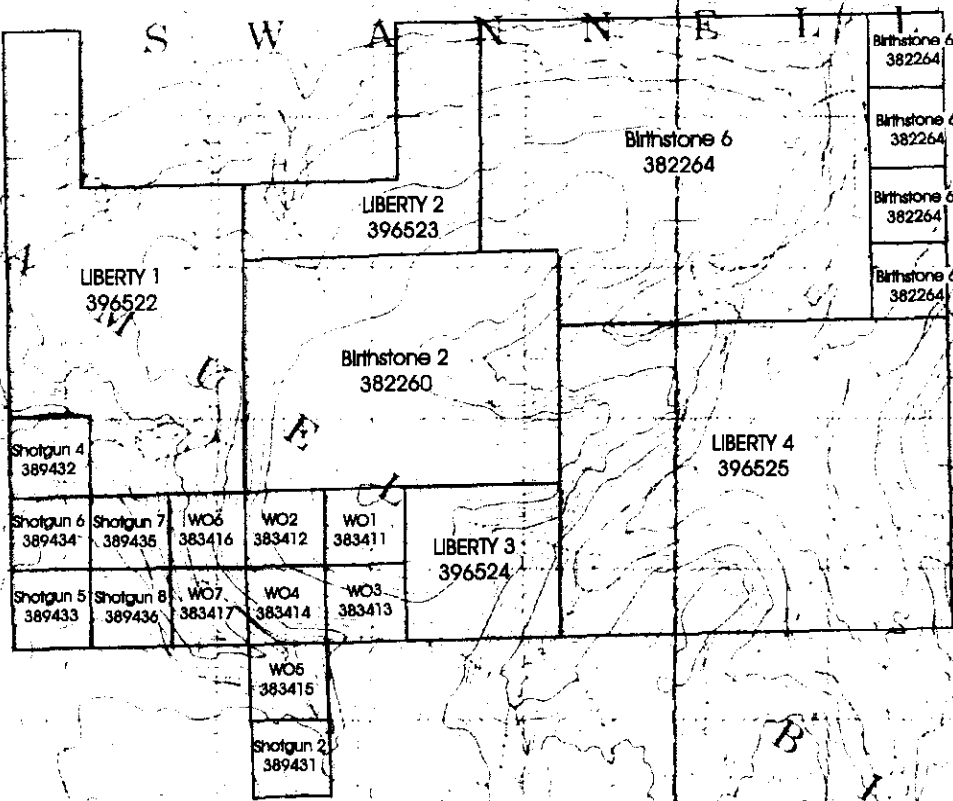 S W A N N E L L
Birthstone 6
382264
Birthstone 6
382264
Birthstone 6
382264
Birthstone 6
382264
Birthstone 6
382264
LIBERTY 2
396523
LIBERTY 1
396522
Birthstone 2
382260
LIBERTY 4
396525
Shotgun 4
389432
Shotgun 6
389434
Shotgun 7
389435
WO6
383416
WO2
383412
WO1
383411
LIBERTY 3
396524
Shotgun 5
389433
Shotgun 8
389436
WO7
383417
WO4
383414
WO3
383413
WO5
383415
Shotgun 2
389431